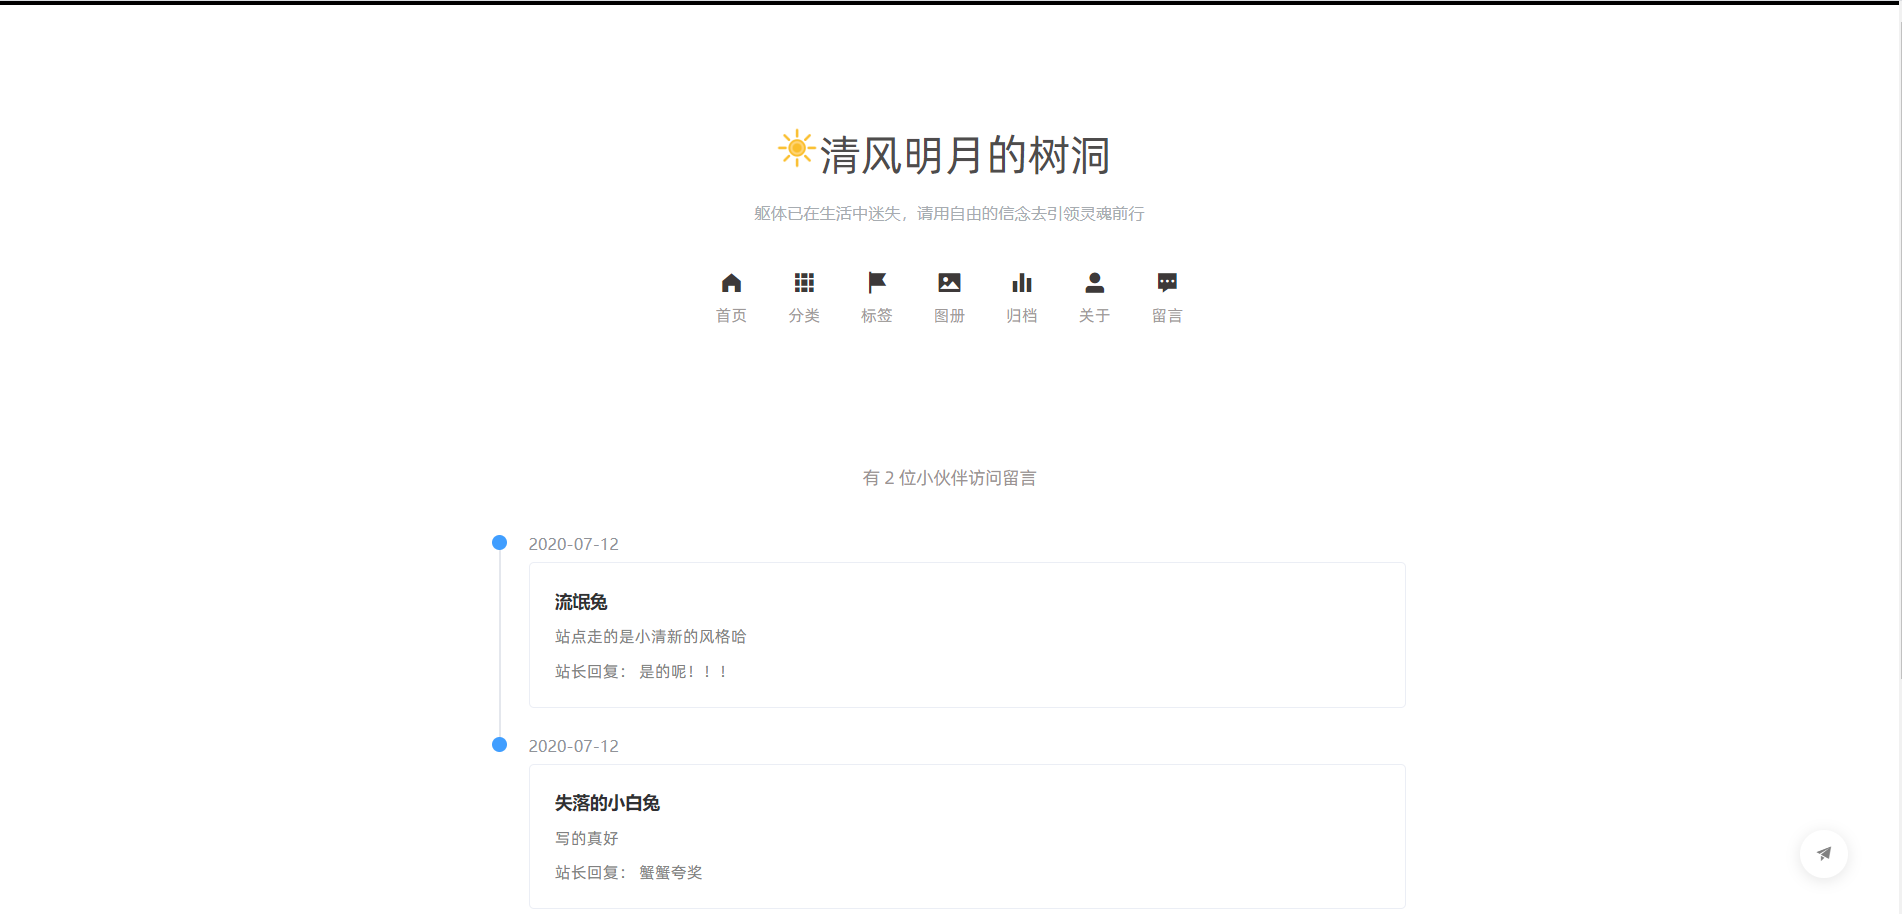 清风明月的树洞
躯体已在生活中迷失，请用自由的信念去引领灵魂前行
首页 分类 标签 图册 归档 关于 留言
有 2 位小伙伴访问留言
2020-07-12
流氓兔
站点走的是小清新的风格哈
站长回复： 是的呢！！！
2020-07-12
失落的小白兔
写的真好
站长回复： 蟹蟹夸奖